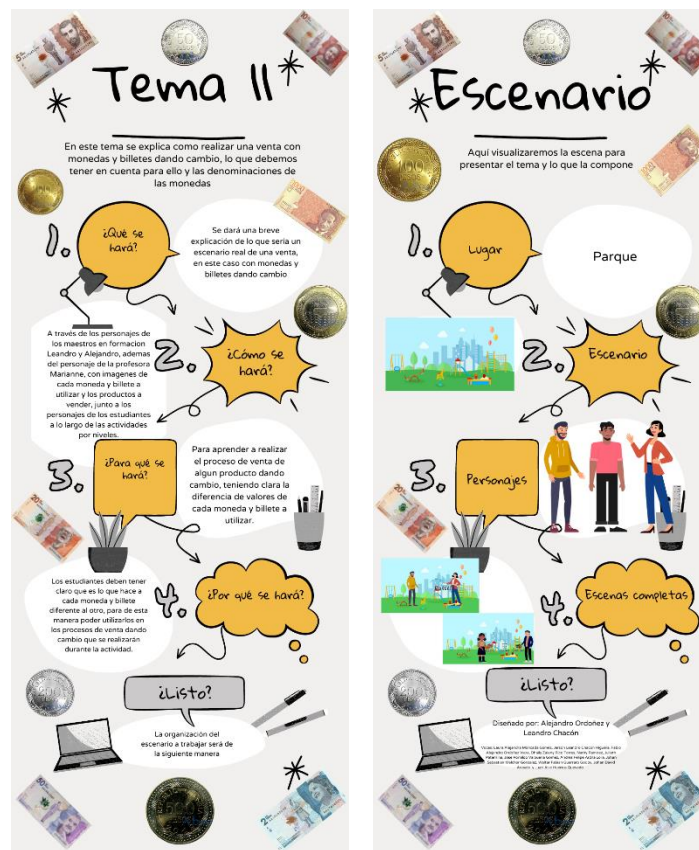 Tema II
En este tema se explica como realizar una venta con
monedas y billetes dando cambio, lo que debemos
tener en cuenta para ello y las denominaciones de
las monedas
1.
¿Qué se
hará?
Se dará una breve
explicación de lo que seria un
escenario real de una venta,
en este caso con monedas y
billetes dando cambio
A través de los personajes de
los maestros en formacion
Leandro y Alejandro, ademas
del personaje de la profesora
Marianne, con imagenes de
cada moneda y billete a
utilizar y los productos a
vender, junto a los
personajes de los estudiantes
a lo largo de las actividades
por niveles.
2.
¿Cómo se
hará?
3.
¿Para qué se
hará?
Para aprender a realizar
el proceso de venta de
algun producto dando
cambio, teniendo clara la
diferencia de valores de
cada moneda y billete a
utilizar.
Los estudiantes deben tener
claro que es lo que hace a
cada moneda y billete
diferente al otro, para de esta
manera poder utilizarlos en
los procesos de venta dando
cambio que se realizarán
durante la actividad.
4.
¿Por qué se hará?
¿Listo?
La organización del
escenario a trabajar será de
la siguiente manera
Escenario
Aquí visualizaremos la escena para
presentar el tema y lo que la compone
1.
Lugar
Parque
2.
Escenario
3.
Personajes
4.
Escenas completas
¿Listo?
Diseñado por: Alejandro Ordoñez y
Leandro Chacón